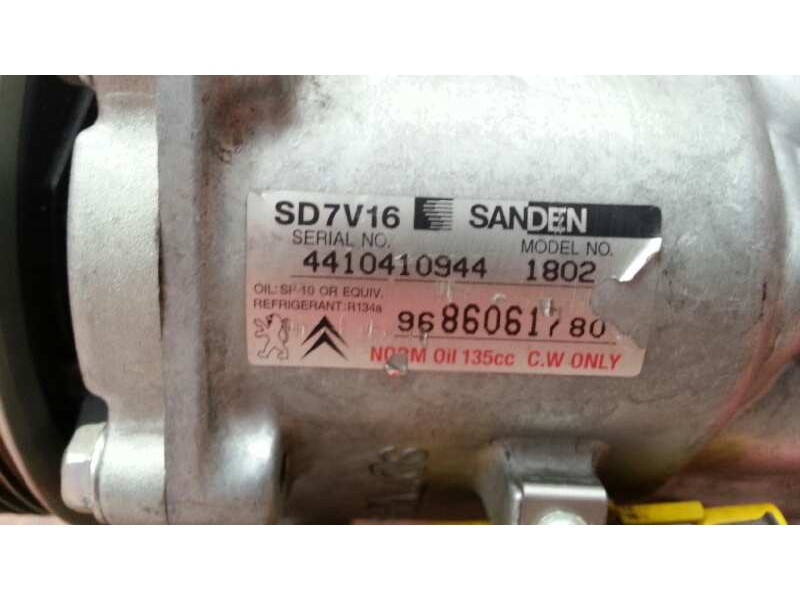 SD7V16 SANDEN
SERIAL NO. MODEL NO.
4410410944 1802
OIL: SP-10 OR EQUIV.
REFRIGERANT: R134a
9686061780
NORM Oil 135cc C.W ONLY